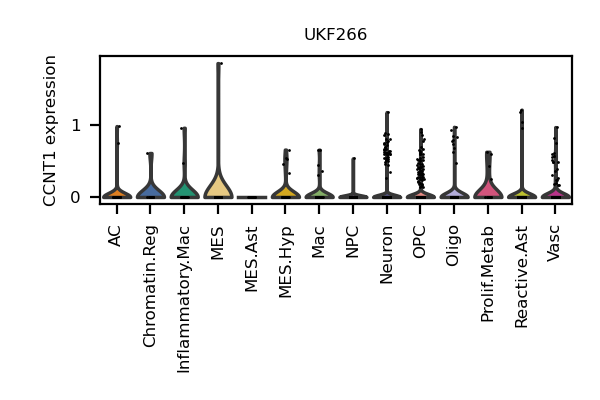 UKF266
CCNT1 expression
1
0
AC
Chromatin.Reg
Inflammatory.Mac
MES
MES.Ast
MES.Hyp
Mac
NPC
Neuron
OPC
Oligo
Prolif.Metab
Reactive.Ast
Vasc